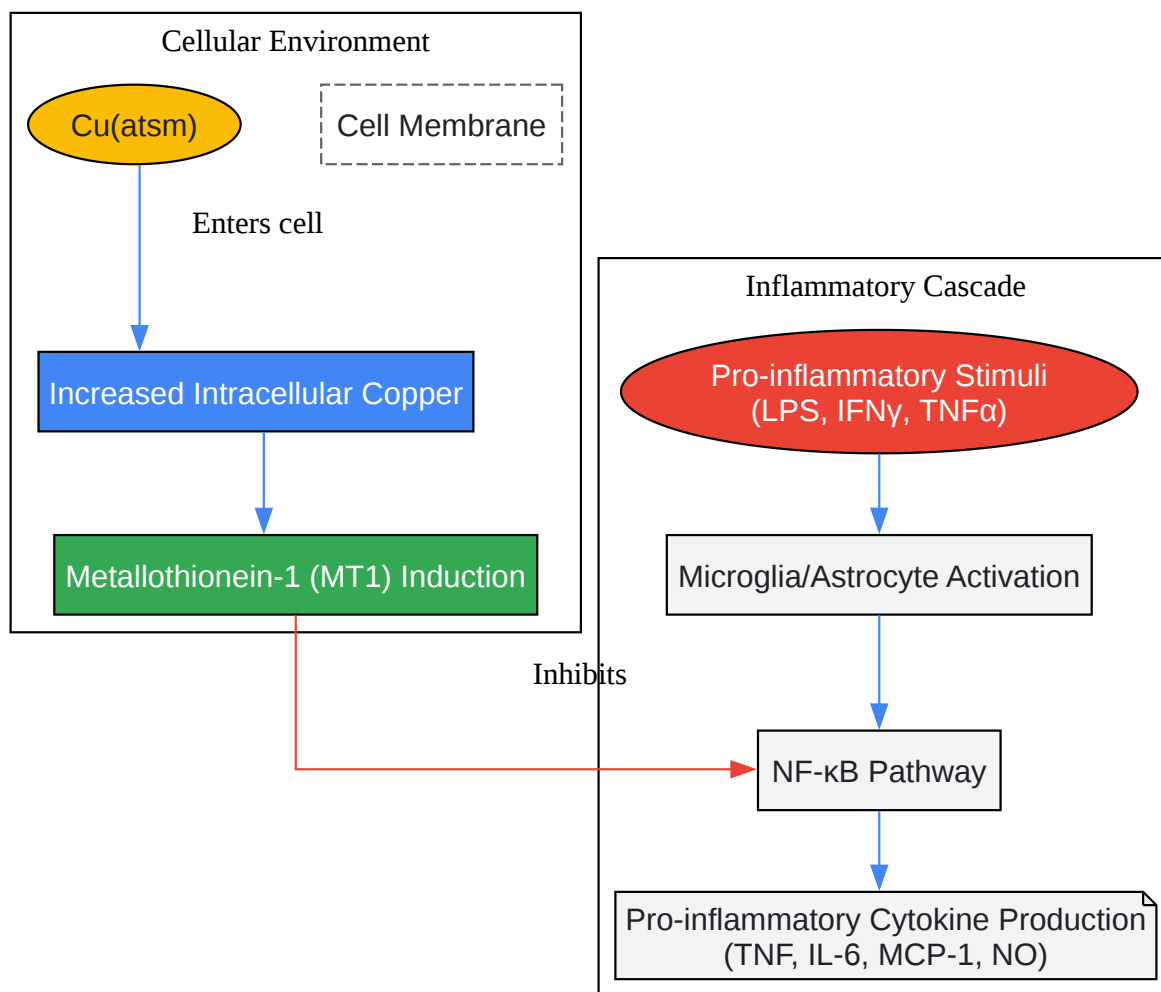 Cellular Environment
Cu(atsm)
Cell Membrane
Enters cell
Increased Intracellular Copper
Metallothionein-1 (MT1) Induction
Inhibits
Inflammatory Cascade
Pro-inflammatory Stimuli
(LPS, IFNγ, TNFα)
Microglia/Astrocyte Activation
NF-κB Pathway
Pro-inflammatory Cytokine Production
(TNF, IL-6, MCP-1, NO)